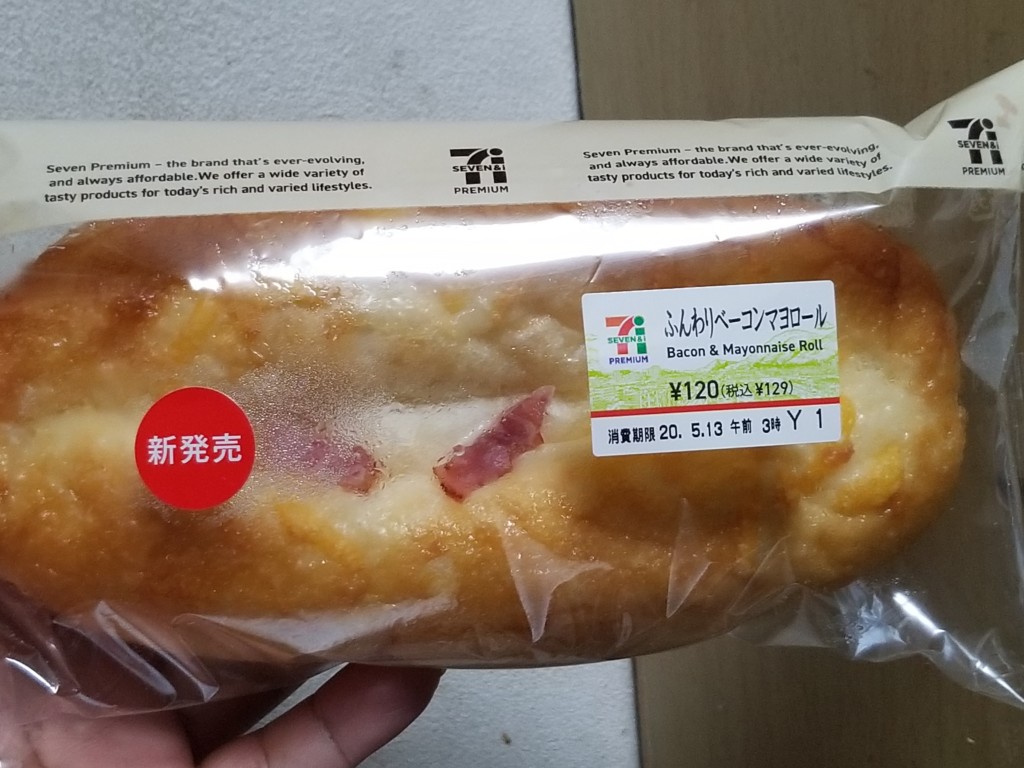 Seven Premium – the brand that's ever-evolving,
and always affordable. We offer a wide variety of
tasty products for today's rich and varied lifestyles.
7i
SEVEN&i
PREMIUM
Seven Premium – the brand that's ever-evolving,
and always affordable. We offer a wide variety of
tasty products for today's rich and varied lifestyles.
7i
SEVEN&i
PREMIUM
7i
SEVEN&i
PREMIUM
ふんわりベーコンマヨロール
Bacon & Mayonnaise Roll
¥120(税込¥129)
消費期限 20. 5.13 午前 3時 Y 1
新発売